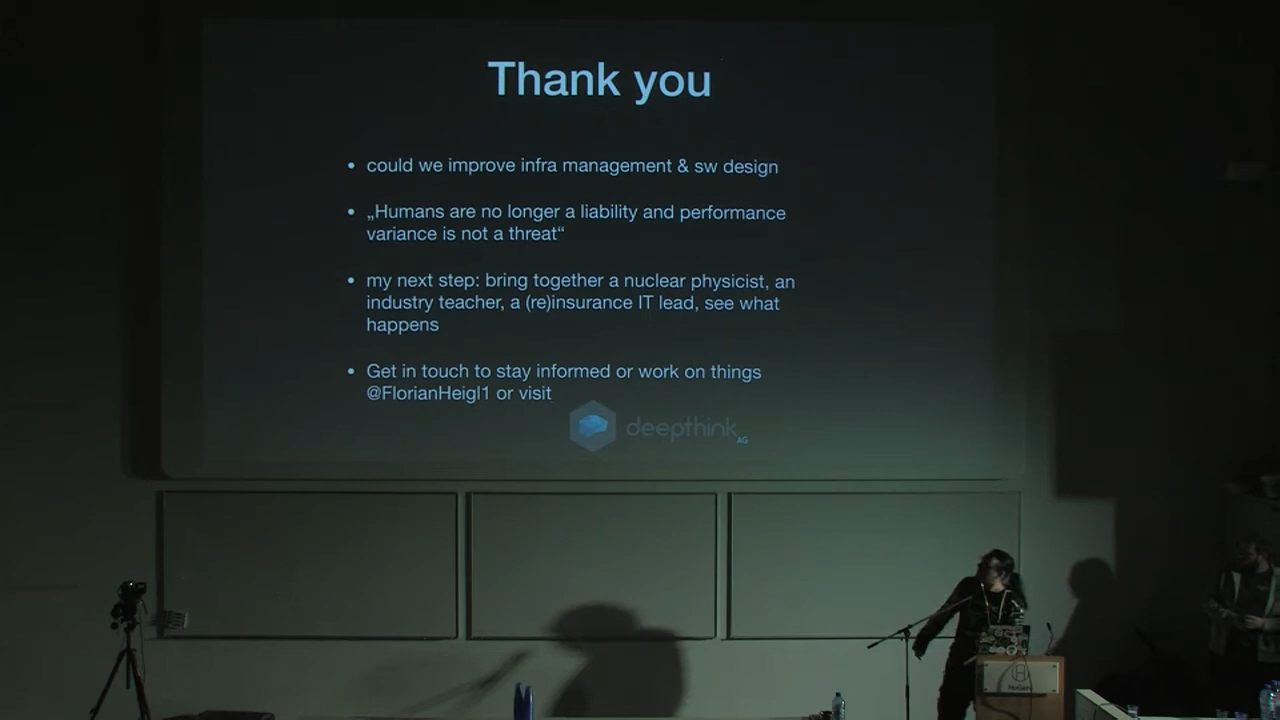 Thank you
• could we improve infra management & sw design
• „Humans are no longer a liability and performance
variance is not a threat“
• my next step: bring together a nuclear physicist, an
industry teacher, a (re)insurance IT lead, see what
happens
• Get in touch to stay informed or work on things
@FlorianHeigl1 or visit
deepthink AG
HoGent